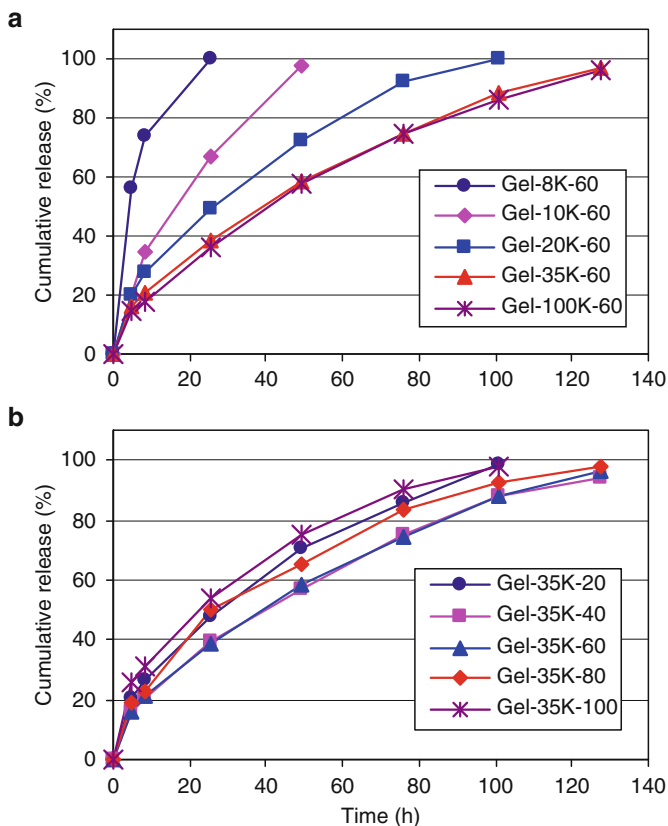 a
Cumulative release (%)
100
80
60
40
20
0
0 20 40 60 80 100 120 140
Gel-8K-60
Gel-10K-60
Gel-20K-60
Gel-35K-60
Gel-100K-60
b
Cumulative release (%)
100
80
60
40
20
0
0 20 40 60 80 100 120 140
Time (h)
Gel-35K-20
Gel-35K-40
Gel-35K-60
Gel-35K-80
Gel-35K-100